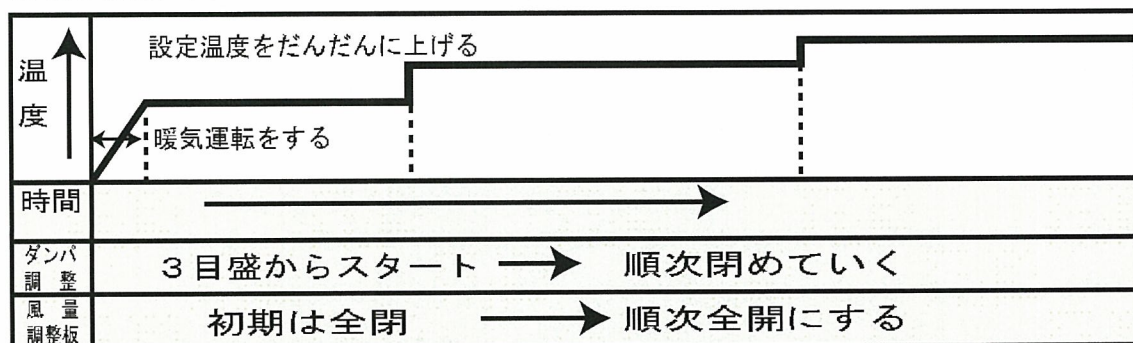 設定温度をだんだんに上げる
温度
暖気運転をする
時間
ダンパ調整
3目盛からスタート
順次閉めていく
風量調整板
初期は全閉
順次全開にする